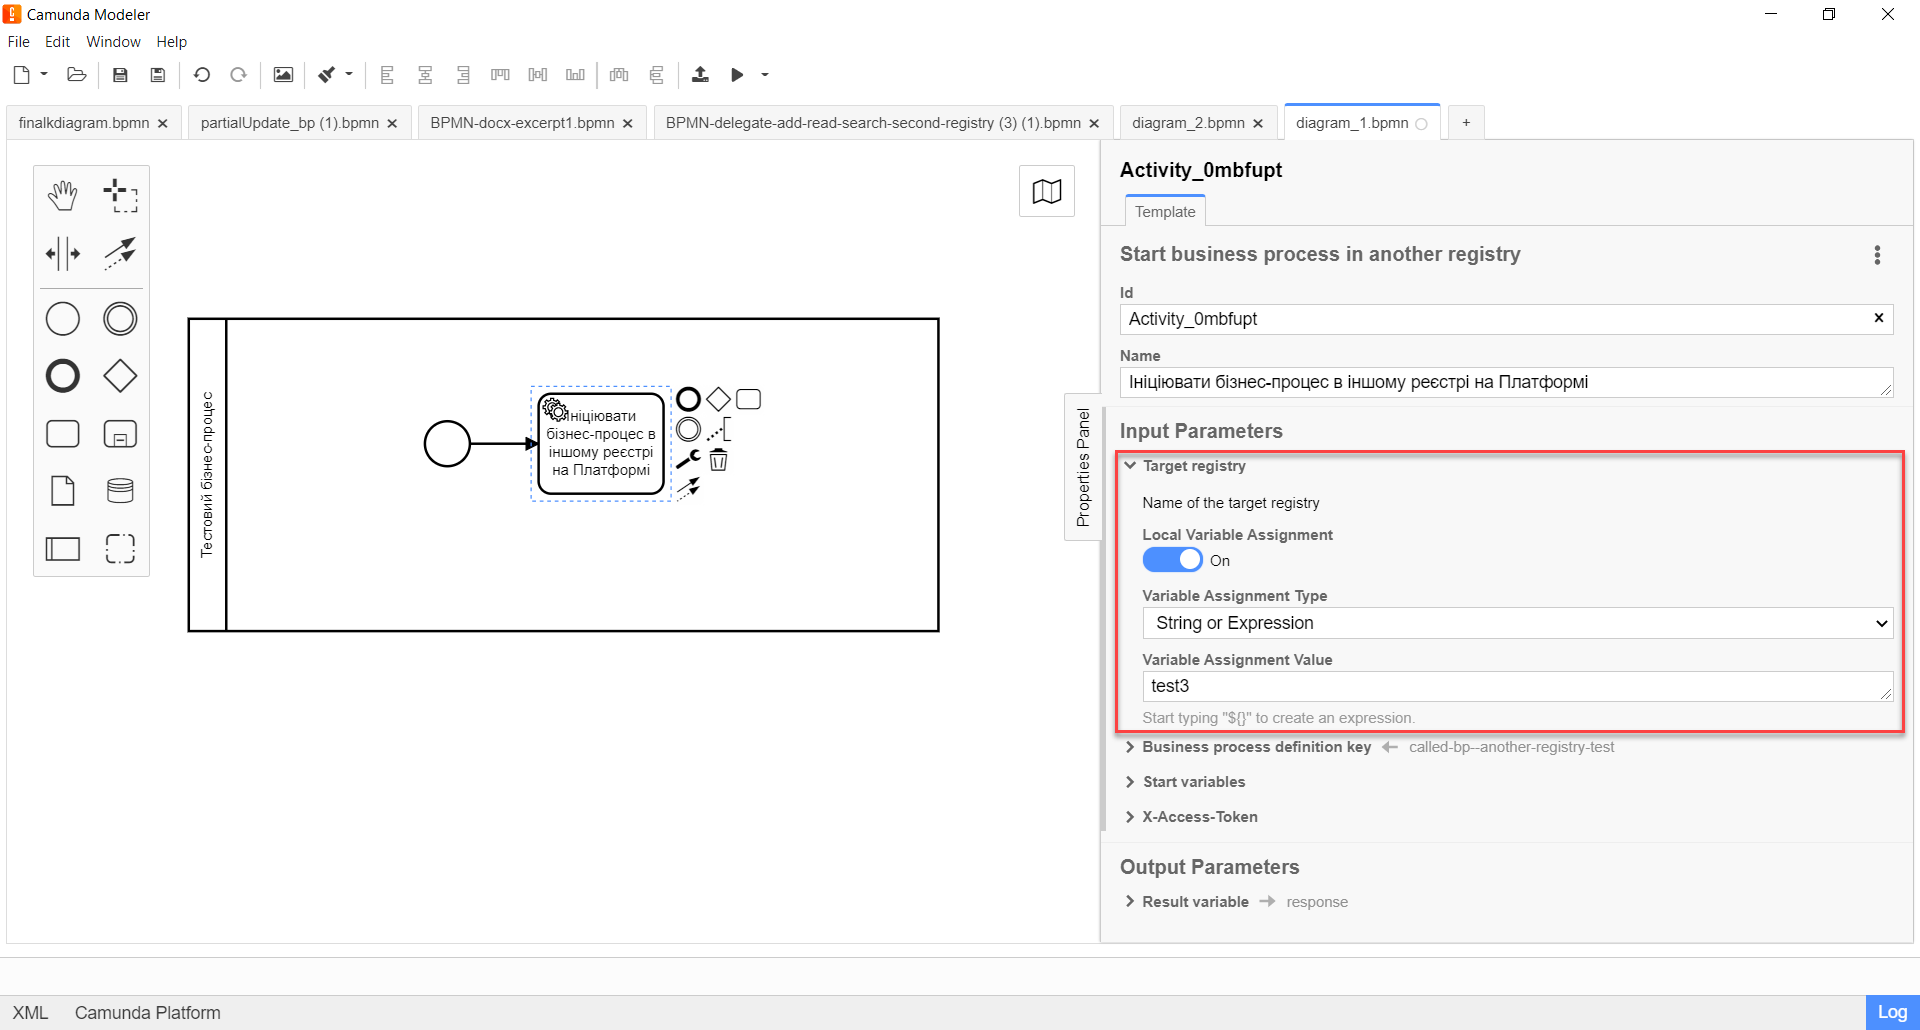 Camunda Modeler
File Edit Window Help
finalkdiagram.bpmn
partialUpdate_bp (1).bpmn
BPMN-docx-excerpt1.bpmn
BPMN-delegate-add-read-search-second-registry (3) (1).bpmn
diagram_2.bpmn
diagram_1.bpmn
+
Тестовий бізнес-процес
Ініціювати
бізнес-процес в
іншому реєстрі
на Платформі
Properties Panel
Activity_0mbfupt
Template
Start business process in another registry
Id
Activity_0mbfupt
Name
Ініціювати бізнес-процес в іншому реєстрі на Платформі
Input Parameters
Target registry
Name of the target registry
Local Variable Assignment
On
Variable Assignment Type
String or Expression
Variable Assignment Value
test3
Start typing "${}" to create an expression.
Business process definition key ← called-bp--another-registry-test
Start variables
X-Access-Token
Output Parameters
Result variable → response
XML Camunda Platform Log